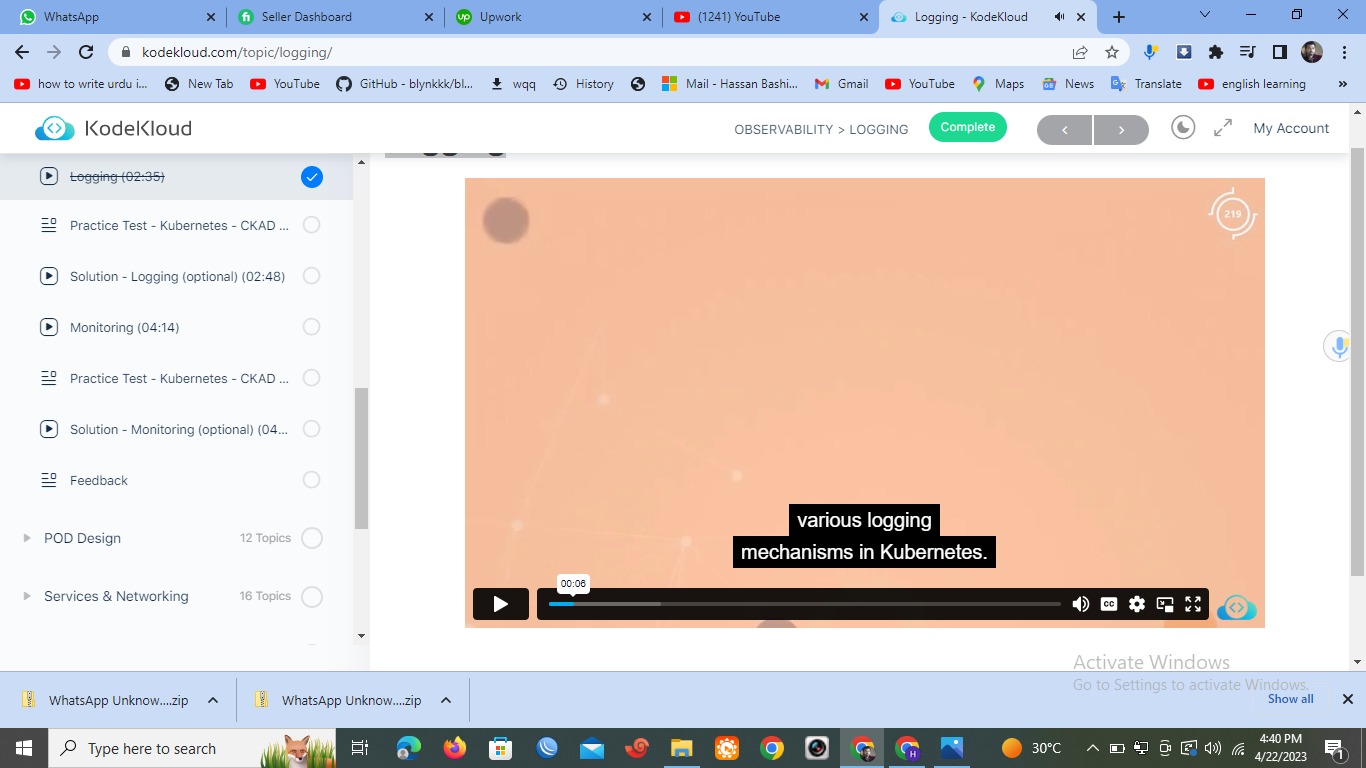 WhatsApp
Seller Dashboard
Upwork
(1241) YouTube
Logging - KodeKloud
kodekloud.com/topic/logging/
how to write urdu i...
New Tab
YouTube
GitHub - blynkkk/bl...
wqq
History
Mail - Hassan Bashi...
Gmail
YouTube
Maps
News
Translate
english learning
»
KodeKloud
OBSERVABILITY > LOGGING
Complete
My Account
Logging (02:35)
Practice Test - Kubernetes - CKAD ...
Solution - Logging (optional) (02:48)
Monitoring (04:14)
Practice Test - Kubernetes - CKAD ...
Solution - Monitoring (optional) (04...
Feedback
POD Design 12 Topics
Services & Networking 16 Topics
219
various logging
mechanisms in Kubernetes.
00:06
CC
Activate Windows
Go to Settings to activate Windows.
WhatsApp Unknow....zip
WhatsApp Unknow....zip
Show all
Type here to search
30°C
4:40 PM
4/22/2023
1